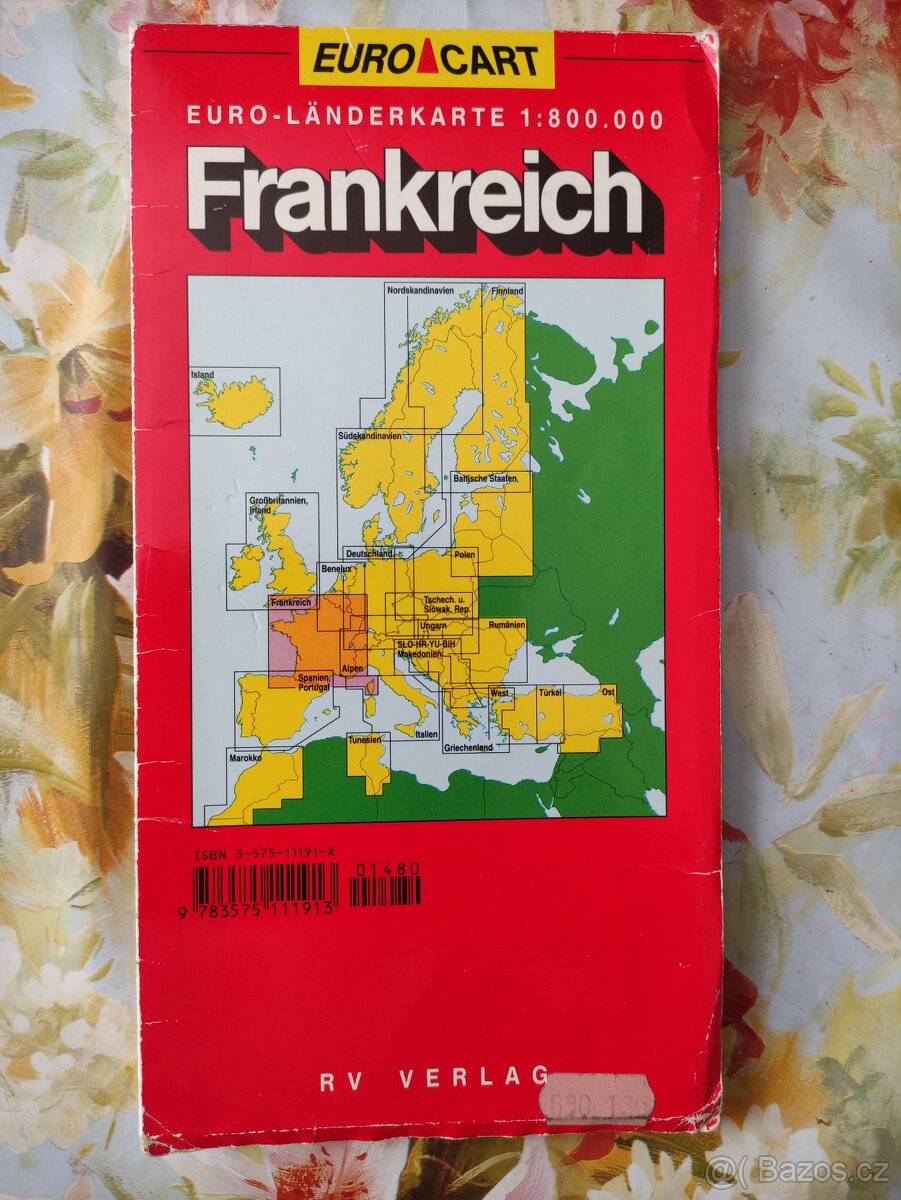 EURO CART
EURO-LÄNDERKARTE 1:800.000
Frankreich
Nordskandinavien
Finnland
Island
Südskandinavien
Baltische Staaten
Großbritannien,
Irland
Deutschland
Polen
Benelux
Frankreich
Tschech. u.
Slowak. Rep.
Ungarn
Rumänien
SLO-HR-YU-BiH
Makedonien
Alpen
Spanien,
Portugal
West
Türkei
Ost
Italien
Tunesien
Griechenland
Marokko
ISBN 3-575-11191-X
01480
9 783575 111913
RV VERLAG
@( Bazos.cz